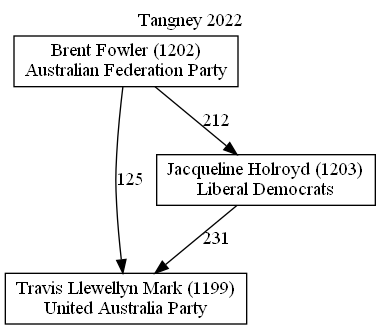 Tangney 2022
Brent Fowler (1202)
Australian Federation Party
212
Jacqueline Holroyd (1203)
Liberal Democrats
125
231
Travis Llewellyn Mark (1199)
United Australia Party